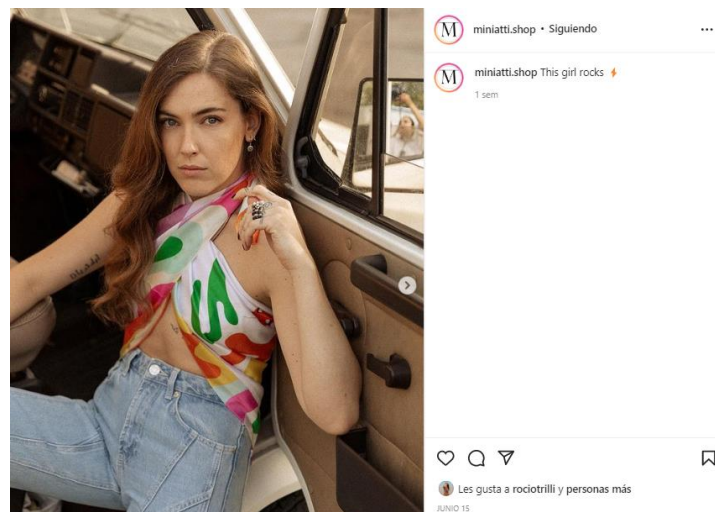 M
miniatti.shop • Siguiendo
M
miniatti.shop This girl rocks ⚡
1 sem
Les gusta a rociotrilli y personas más
JUNIO 15